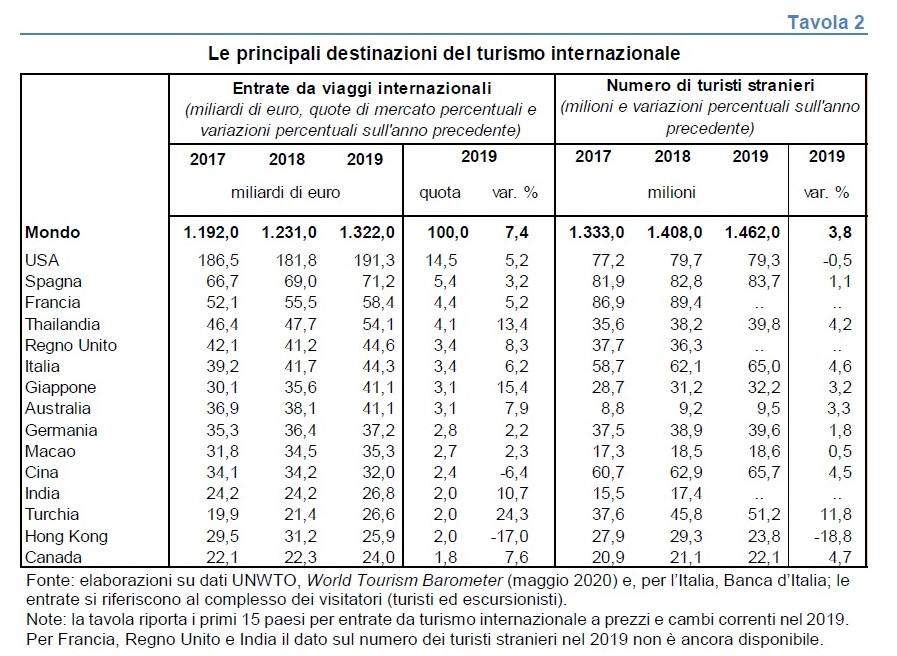 Tavola 2
Le principali destinazioni del turismo internazionale
Entrate da viaggi internazionali Numero di turisti stranieri
(miliardi di euro, quote di mercato percentuali e (milioni e variazioni percentuali sull'anno
variazioni percentuali sull'anno precedente) precedente)
2017 2018 2019 2019 2017 2018 2019 2019
miliardi di euro quota var. % milioni var. %
Mondo 1.192,0 1.231,0 1.322,0 100,0 7,4 1.333,0 1.408,0 1.462,0 3,8
USA 186,5 181,8 191,3 14,5 5,2 77,2 79,7 79,3 -0,5
Spagna 66,7 69,0 71,2 5,4 3,2 81,9 82,8 83,7 1,1
Francia 52,1 55,5 58,4 4,4 5,2 86,9 89,4 .. ..
Thailandia 46,4 47,7 54,1 4,1 13,4 35,6 38,2 39,8 4,2
Regno Unito 42,1 41,2 44,6 3,4 8,3 37,7 36,3 .. ..
Italia 39,2 41,7 44,3 3,4 6,2 58,7 62,1 65,0 4,6
Giappone 30,1 35,6 41,1 3,1 15,4 28,7 31,2 32,2 3,2
Australia 36,9 38,1 41,1 3,1 7,9 8,8 9,2 9,5 3,3
Germania 35,3 36,4 37,2 2,8 2,2 37,5 38,9 39,6 1,8
Macao 31,8 34,5 35,3 2,7 2,3 17,3 18,5 18,6 0,5
Cina 34,1 34,2 32,0 2,4 -6,4 60,7 62,9 65,7 4,5
India 24,2 24,2 26,8 2,0 10,7 15,5 17,4 .. ..
Turchia 19,9 21,4 26,6 2,0 24,3 37,6 45,8 51,2 11,8
Hong Kong 29,5 31,2 25,9 2,0 -17,0 27,9 29,3 23,8 -18,8
Canada 22,1 22,3 24,0 1,8 7,6 20,9 21,1 22,1 4,7
Fonte: elaborazioni su dati UNWTO, World Tourism Barometer (maggio 2020) e, per l’Italia, Banca d’Italia; le
entrate si riferiscono al complesso dei visitatori (turisti ed escursionisti).
Note: la tavola riporta i primi 15 paesi per entrate da turismo internazionale a prezzi e cambi correnti nel 2019.
Per Francia, Regno Unito e India il dato sul numero dei turisti stranieri nel 2019 non è ancora disponibile.